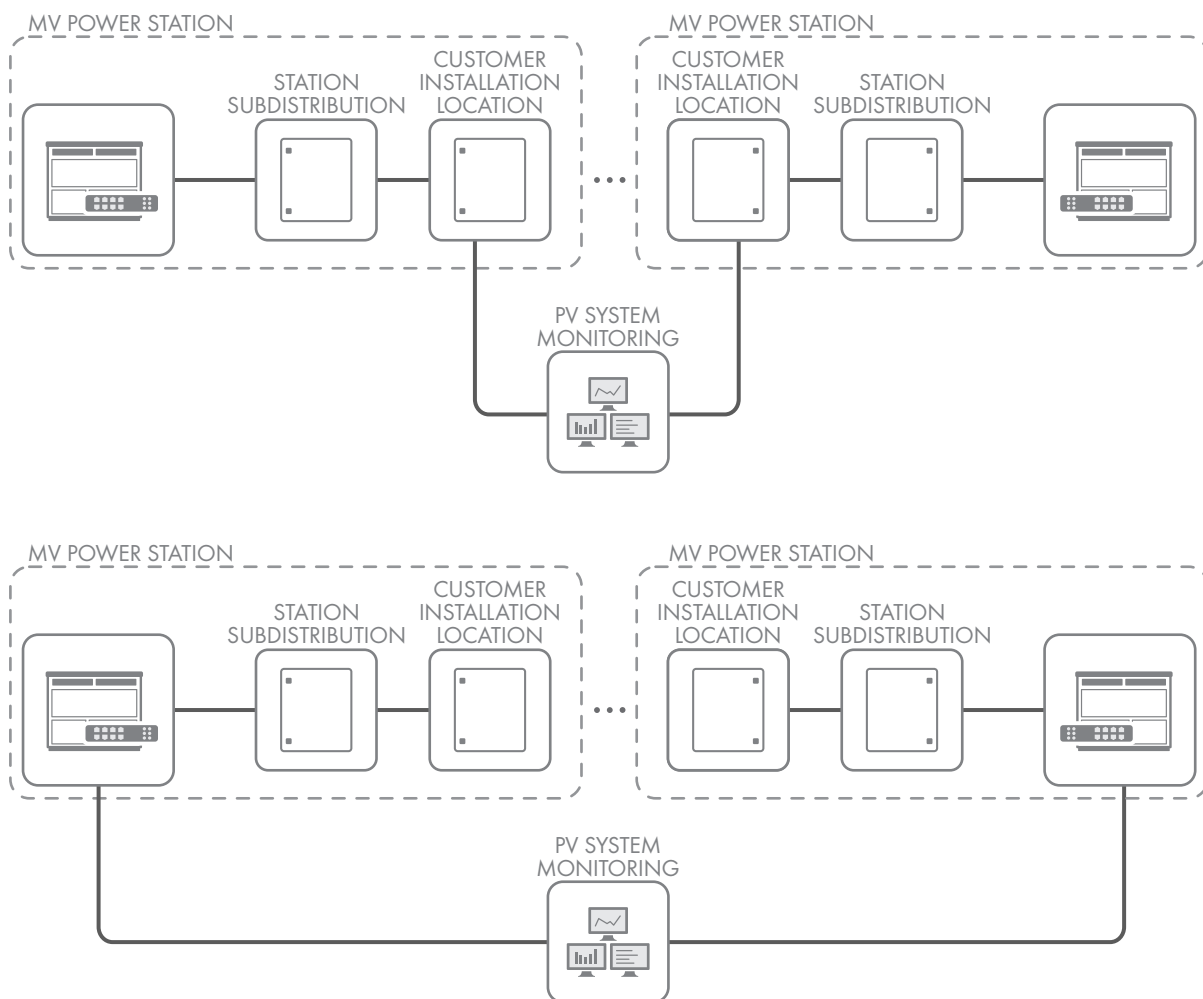 MV POWER STATION
MV POWER STATION
STATION
SUBDISTRIBUTION
CUSTOMER
INSTALLATION
LOCATION
CUSTOMER
INSTALLATION
LOCATION
STATION
SUBDISTRIBUTION
PV SYSTEM
MONITORING
MV POWER STATION
MV POWER STATION
STATION
SUBDISTRIBUTION
CUSTOMER
INSTALLATION
LOCATION
CUSTOMER
INSTALLATION
LOCATION
STATION
SUBDISTRIBUTION
PV SYSTEM
MONITORING